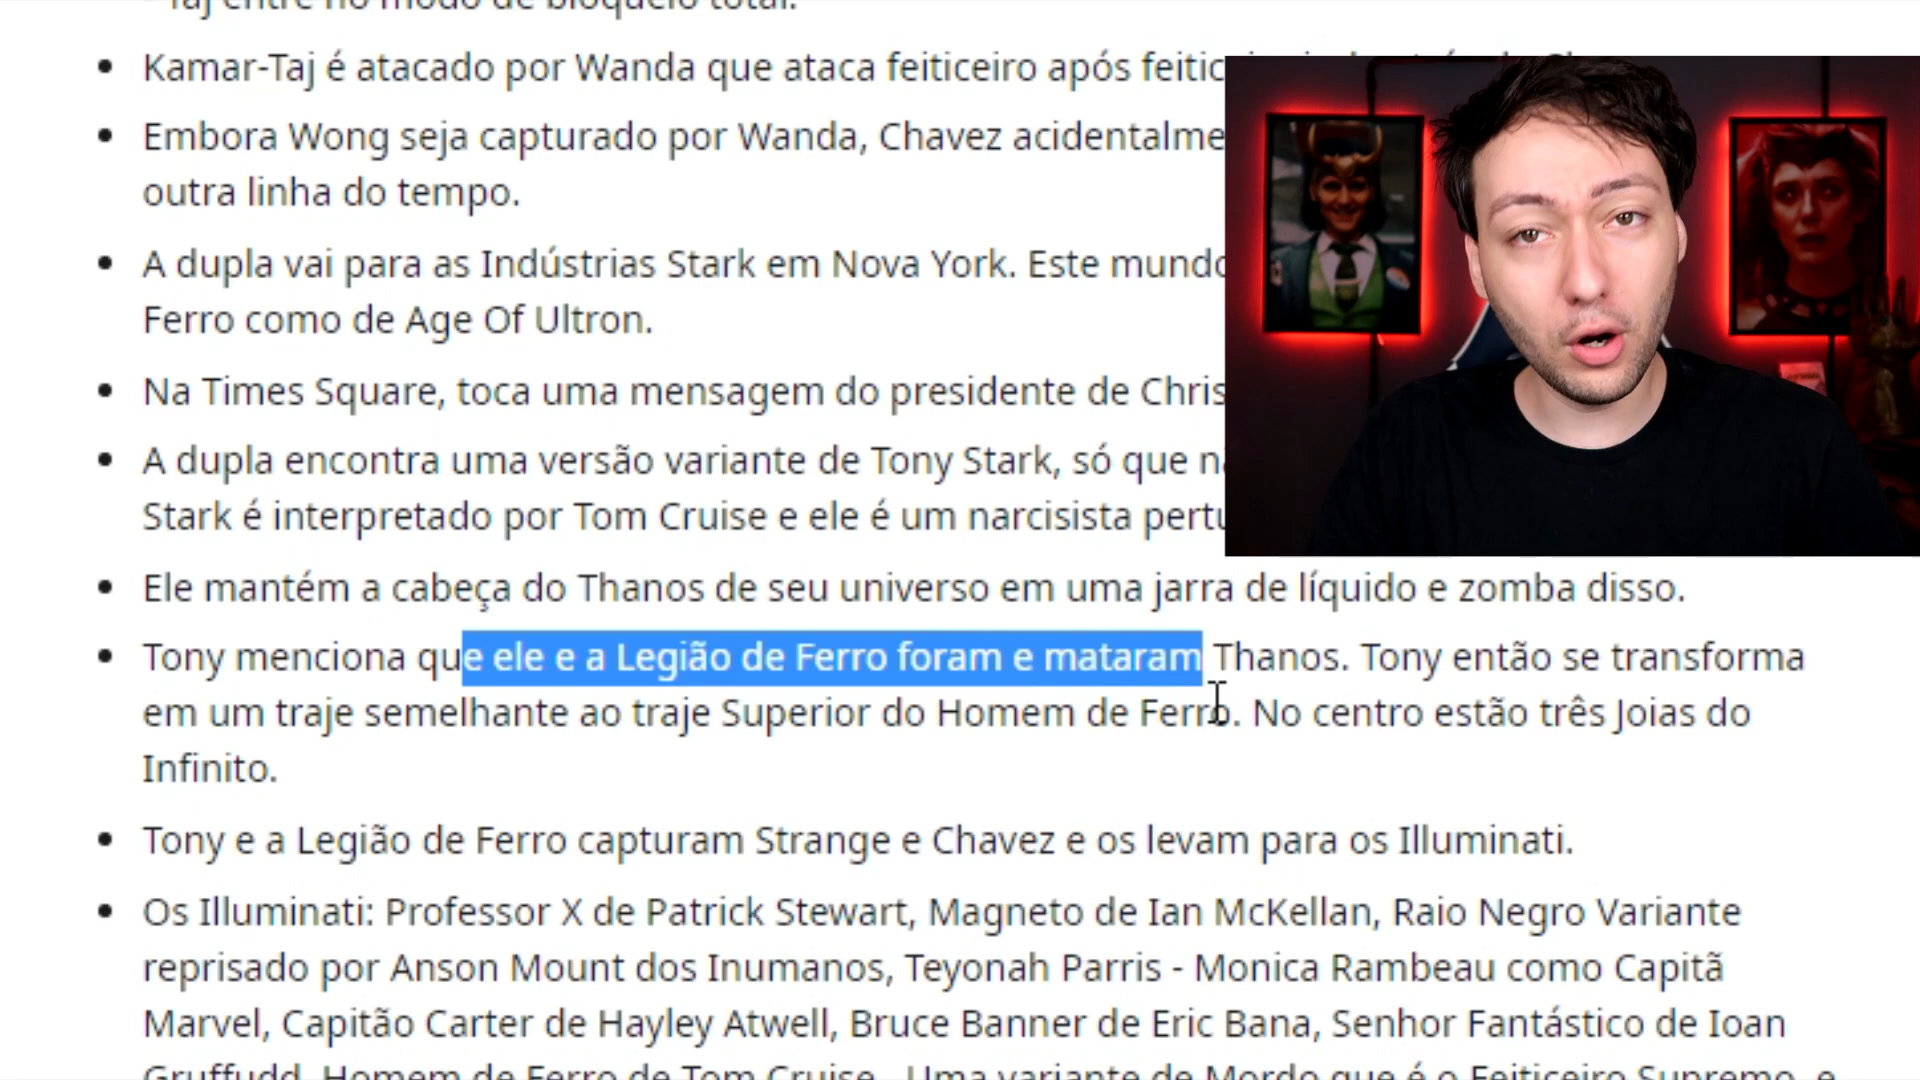 -Taj entre no modo de bloqueio total.
Kamar-Taj é atacado por Wanda que ataca feiticeiro após
Embora Wong seja capturado por Wanda, Chavez
outra linha do tempo.
A dupla vai para as Indústrias Stark em Nova York. Este
Ferro como de Age Of Ultron.
Na Times Square, toca uma mensagem do presidente de
A dupla encontra uma versão variante de Tony Stark, só que
Stark é interpretado por Tom Cruise e ele é um narcisista
Ele mantém a cabeça do Thanos de seu universo em uma jarra de líquido e zomba disso.
Tony menciona que ele e a Legião de Ferro foram e mataram Thanos. Tony então se transforma
em um traje semelhante ao traje Superior do Homem de Ferro. No centro estão três Joias do
Infinito.
Tony e a Legião de Ferro capturam Strange e Chavez e os levam para os Illuminati.
Os Illuminati: Professor X de Patrick Stewart, Magneto de Ian McKellan, Raio Negro Variante
reprisado por Anson Mount dos Inumanos, Teyonah Parris - Monica Rambeau como Capitã
Marvel, Capitão Carter de Hayley Atwell, Bruce Banner de Eric Bana, Senhor Fantástico de Ioan
Gruffudd, Homem de Ferro de Tom Cruise - Uma variante de Mordo que é o Feiticeiro Supremo, e